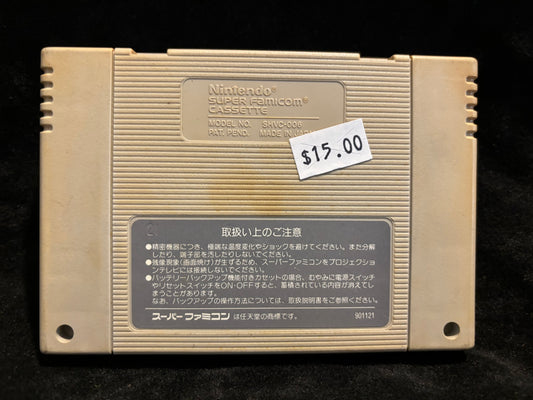 Nintendo®
SUPER Famicom®
CASSETTE
MODEL NO. SHVC-006
PAT. PEND. MADE IN JAPAN
$15.00
取扱い上のご注意
●精密機器につき、極端な温度変化やショックを避けてください。また分解
したり、端子部を汚したりしないでください。
●残像現象(画面焼け)が生ずるため、スーパーファミコンをプロジェクショ
ンテレビには接続しないでください。
●バッテリーバックアップ機能付きカセットの場合、むやみに電源スイッチ
やリセットスイッチをON・OFFすると、蓄積されている内容が消えてし
まうことがあります。
なお、バックアップの操作方法については、取扱説明書をご参照ください。
スーパーファミコン は任天堂の商標です。
901121